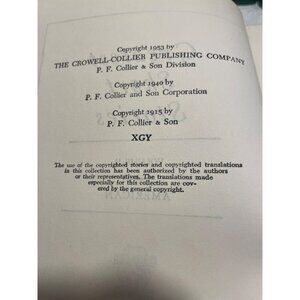 Copyright 1953 by
THE CROWELL-COLLIER PUBLISHING COMPANY
P. F. Collier & Son Division
Copyright 1940 by
P. F. Collier and Son Corporation
Copyright 1915 by
P. F. Collier & Son
XGY
The use of the copyrighted stories and copyrighted translations
in this collection has been authorized by the authors
or their representatives. The translations made
especially for this collection are cov-
ered by the general copyright.